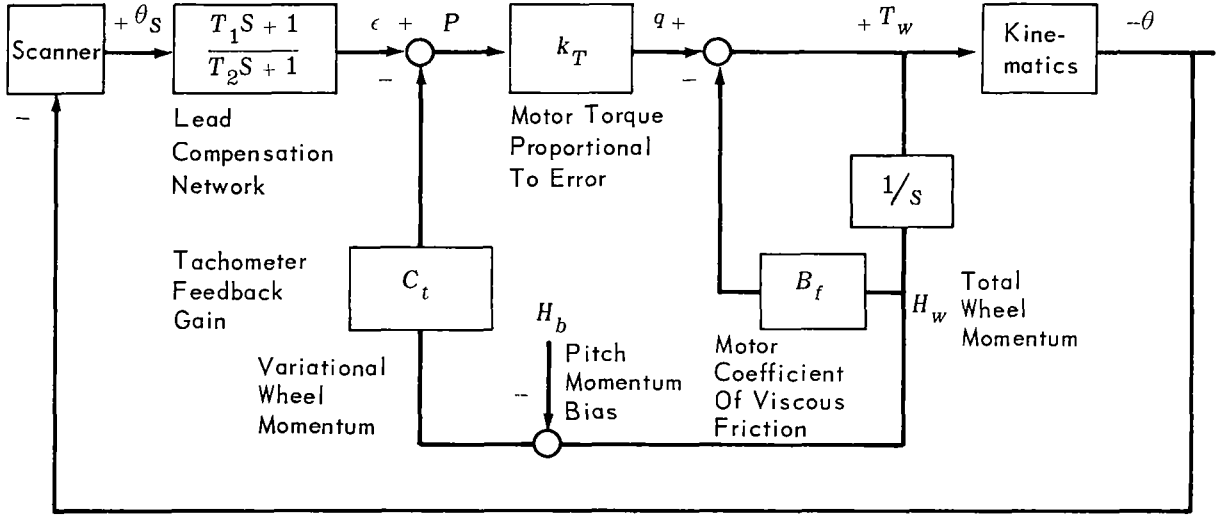 Scanner
+ θS
T1S + 1
T2S + 1
ϵ +
P
−
kT
q +
−
+ Tw
Kine-
matics
−θ
−
Lead
Compensation
Network
Motor Torque
Proportional
To Error
1/s
Tachometer
Feedback
Gain
Ct
Bf
Hw
Total
Wheel
Momentum
Hb
Pitch
Momentum
Bias
−
Variational
Wheel
Momentum
Motor
Coefficient
Of Viscous
Friction